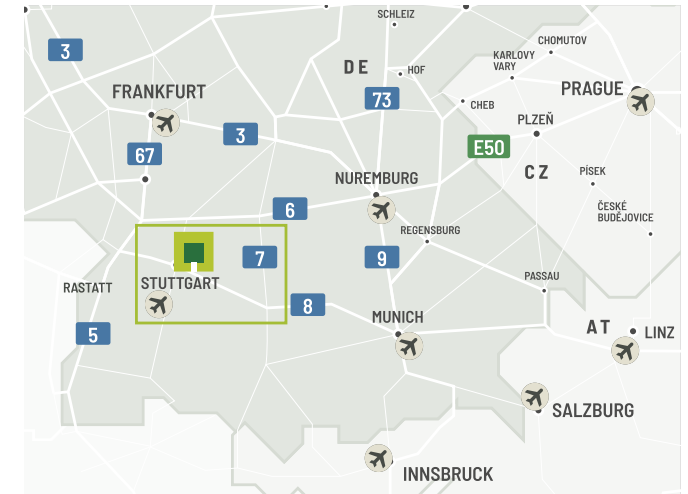 SCHLEIZ
3
CHOMUTOV
KARLOVY
VARY
DE
HOF
FRANKFURT
73
PRAGUE
CHEB
PLZEŇ
3
E50
67
CZ
PÍSEK
NUREMBURG
6
ČESKÉ
BUDĚJOVICE
REGENSBURG
7
9
PASSAU
STUTTGART
RASTATT
8
MUNICH
AT
LINZ
5
SALZBURG
INNSBRUCK